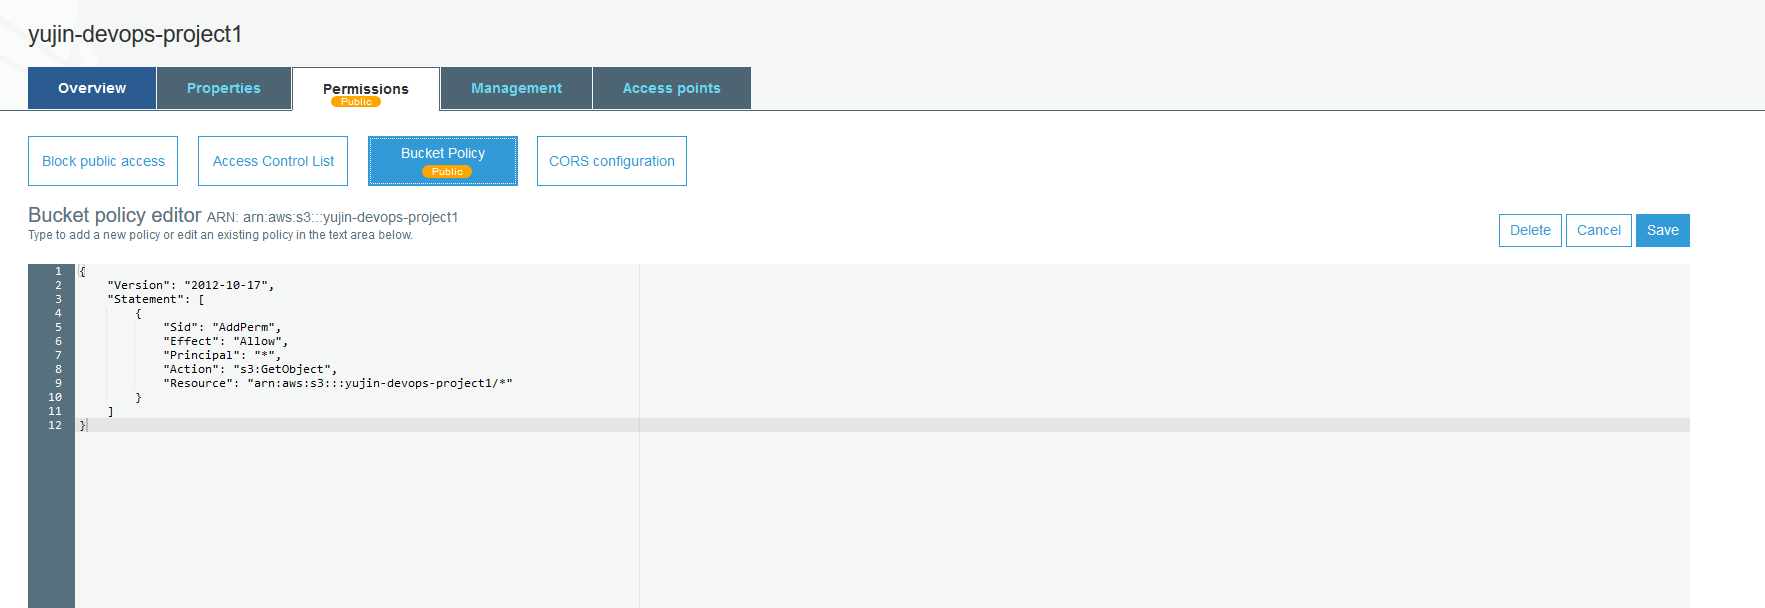 yujin-devops-project1
Overview
Properties
Permissions
Public
Management
Access points
Block public access
Access Control List
Bucket Policy
Public
CORS configuration
Bucket policy editor ARN: arn:aws:s3:::yujin-devops-project1
Type to add a new policy or edit an existing policy in the text area below.
Delete
Cancel
Save
1 {
2 "Version": "2012-10-17",
3 "Statement": [
4 {
5 "Sid": "AddPerm",
6 "Effect": "Allow",
7 "Principal": "*",
8 "Action": "s3:GetObject",
9 "Resource": "arn:aws:s3:::yujin-devops-project1/*"
10 }
11 ]
12 }